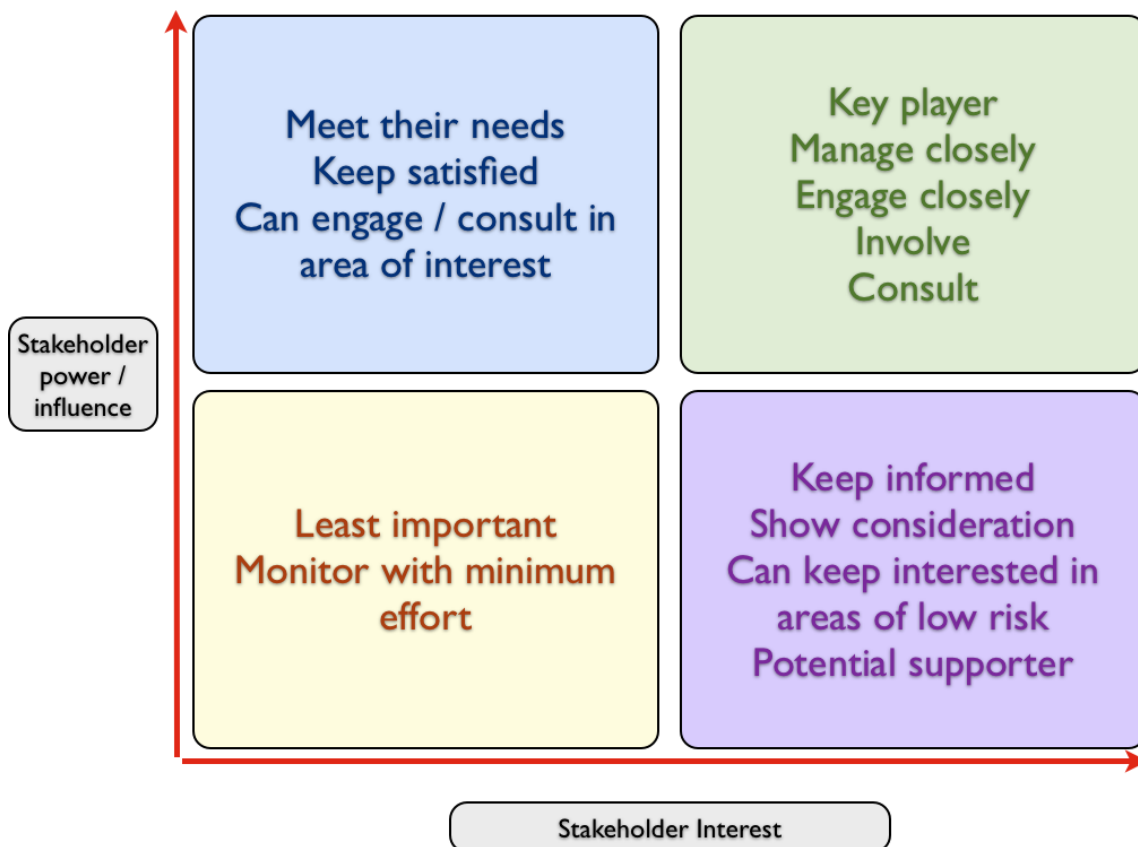 Meet their needs
Keep satisfied
Can engage / consult in
area of interest
Key player
Manage closely
Engage closely
Involve
Consult
Stakeholder
power /
influence
Least important
Monitor with minimum
effort
Keep informed
Show consideration
Can keep interested in
areas of low risk
Potential supporter
Stakeholder Interest